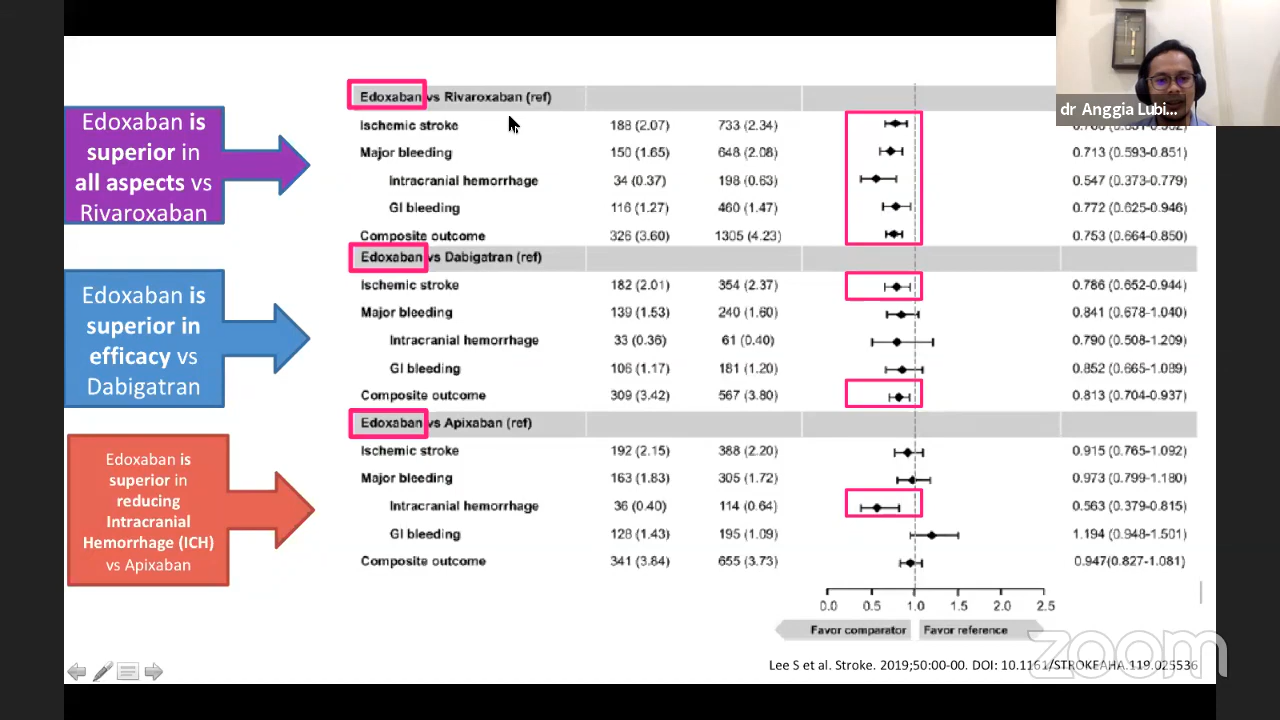 dr Anggia Lubi...
Edoxaban is
superior in
all aspects vs
Rivaroxaban
Edoxaban is
superior in
efficacy vs
Dabigatran
Edoxaban is
superior in
reducing
Intracranial
Hemorrhage (ICH)
vs Apixaban
Edoxaban vs Rivaroxaban (ref)
Ischemic stroke 188 (2.07) 733 (2.34)
Major bleeding 150 (1.65) 648 (2.08) 0.713 (0.593-0.851)
Intracranial hemorrhage 34 (0.37) 198 (0.63) 0.547 (0.373-0.779)
GI bleeding 116 (1.27) 460 (1.47) 0.772 (0.625-0.946)
Composite outcome 326 (3.60) 1305 (4.23) 0.753 (0.664-0.850)
Edoxaban vs Dabigatran (ref)
Ischemic stroke 182 (2.01) 354 (2.37) 0.786 (0.652-0.944)
Major bleeding 139 (1.53) 240 (1.60) 0.841 (0.678-1.040)
Intracranial hemorrhage 33 (0.36) 61 (0.40) 0.790 (0.508-1.209)
GI bleeding 106 (1.17) 181 (1.20) 0.852 (0.665-1.089)
Composite outcome 309 (3.42) 567 (3.80) 0.813 (0.704-0.937)
Edoxaban vs Apixaban (ref)
Ischemic stroke 192 (2.15) 388 (2.20) 0.915 (0.765-1.092)
Major bleeding 163 (1.83) 305 (1.72) 0.973 (0.799-1.180)
Intracranial hemorrhage 36 (0.40) 114 (0.64) 0.563 (0.379-0.815)
GI bleeding 128 (1.43) 195 (1.09) 1.194 (0.948-1.501)
Composite outcome 341 (3.84) 655 (3.73) 0.947(0.827-1.081)
0.0 0.5 1.0 1.5 2.0 2.5
Favor comparator Favor reference
Lee S et al. Stroke. 2019;50:00-00. DOI: 10.1161/STROKEAHA.119.025536
zoom